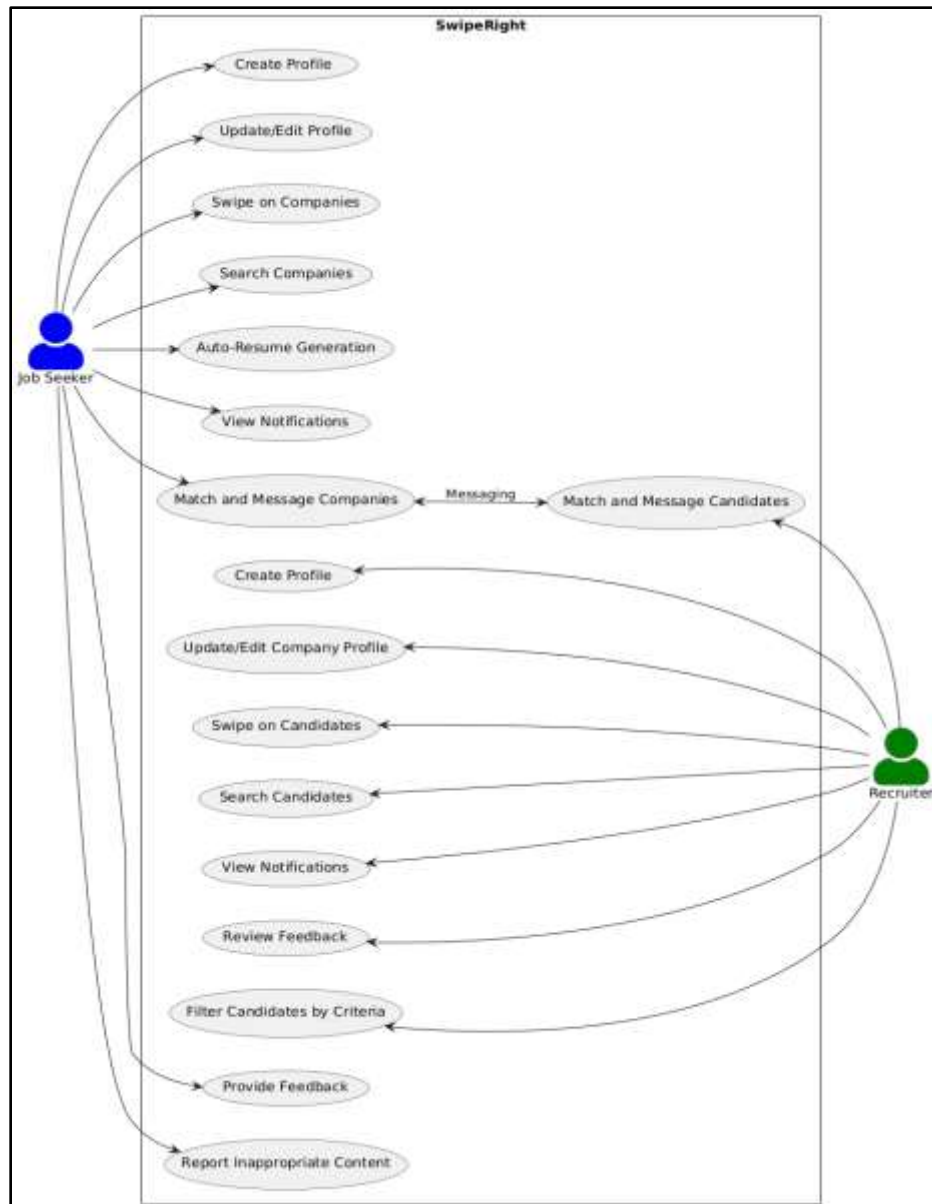 SwipeRight
Create Profile
Update/Edit Profile
Swipe on Companies
Search Companies
Job Seeker
Auto-Resume Generation
View Notifications
Match and Message Companies
Messaging
Match and Message Candidates
Create Profile
Update/Edit Company Profile
Swipe on Candidates
Search Candidates
Recruiter
View Notifications
Review Feedback
Filter Candidates by Criteria
Provide Feedback
Report Inappropriate Content